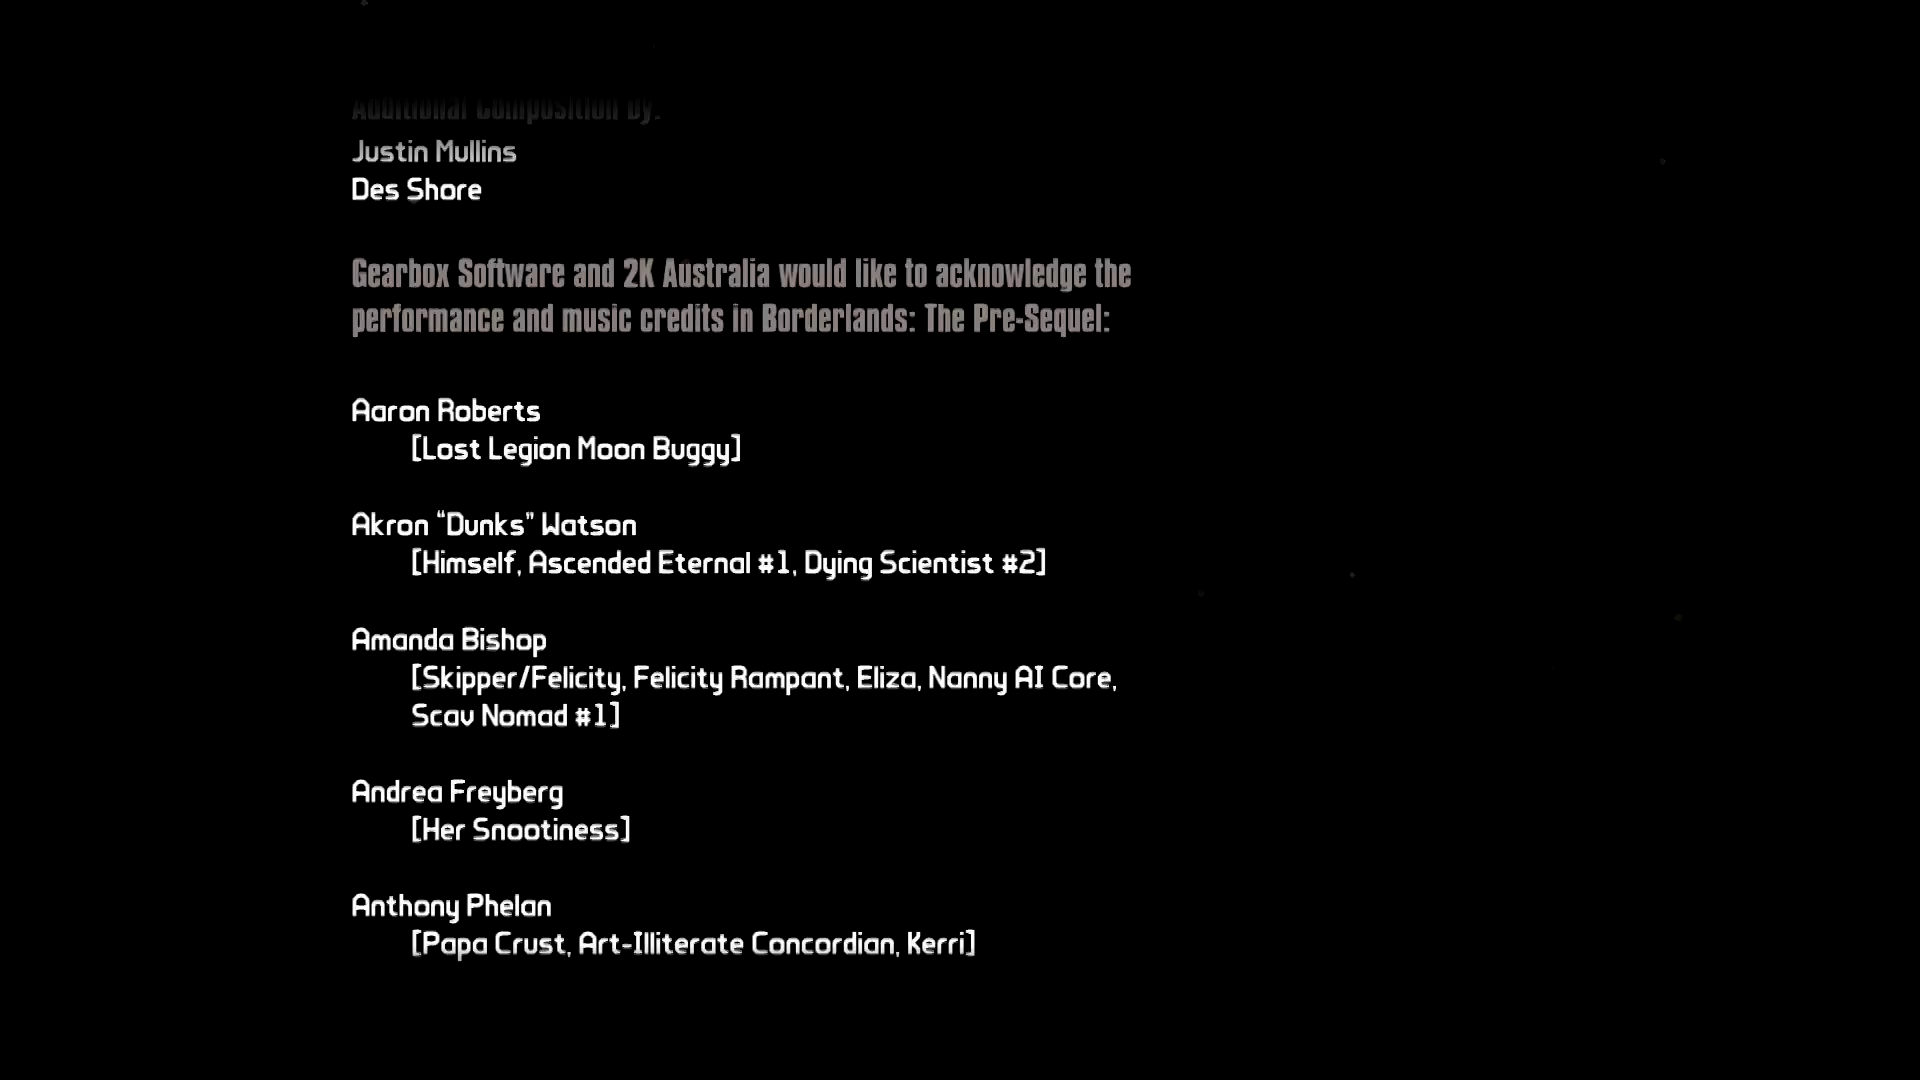 Additional Composition by:
Justin Mullins
Des Shore
Gearbox Software and 2K Australia would like to acknowledge the
performance and music credits in Borderlands: The Pre-Sequel:
Aaron Roberts
[Lost Legion Moon Buggy]
Akron “Dunks” Watson
[Himself, Ascended Eternal #1, Dying Scientist #2]
Amanda Bishop
[Skipper/Felicity, Felicity Rampant, Eliza, Nanny AI Core,
Scav Nomad #1]
Andrea Freyberg
[Her Snootiness]
Anthony Phelan
[Papa Crust, Art-Illiterate Concordian, Kerri]